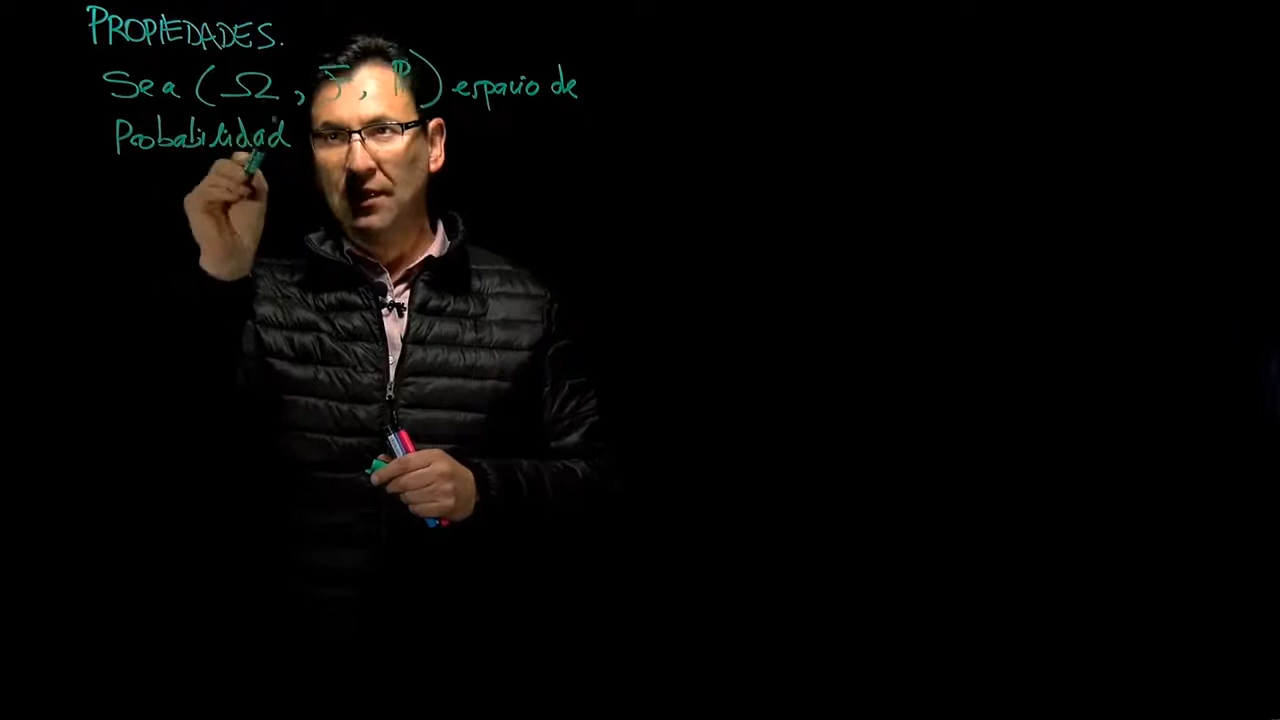 PROPIEDADES.
Sea (Ω, ℱ, ℙ) espacio de
Probabilidad